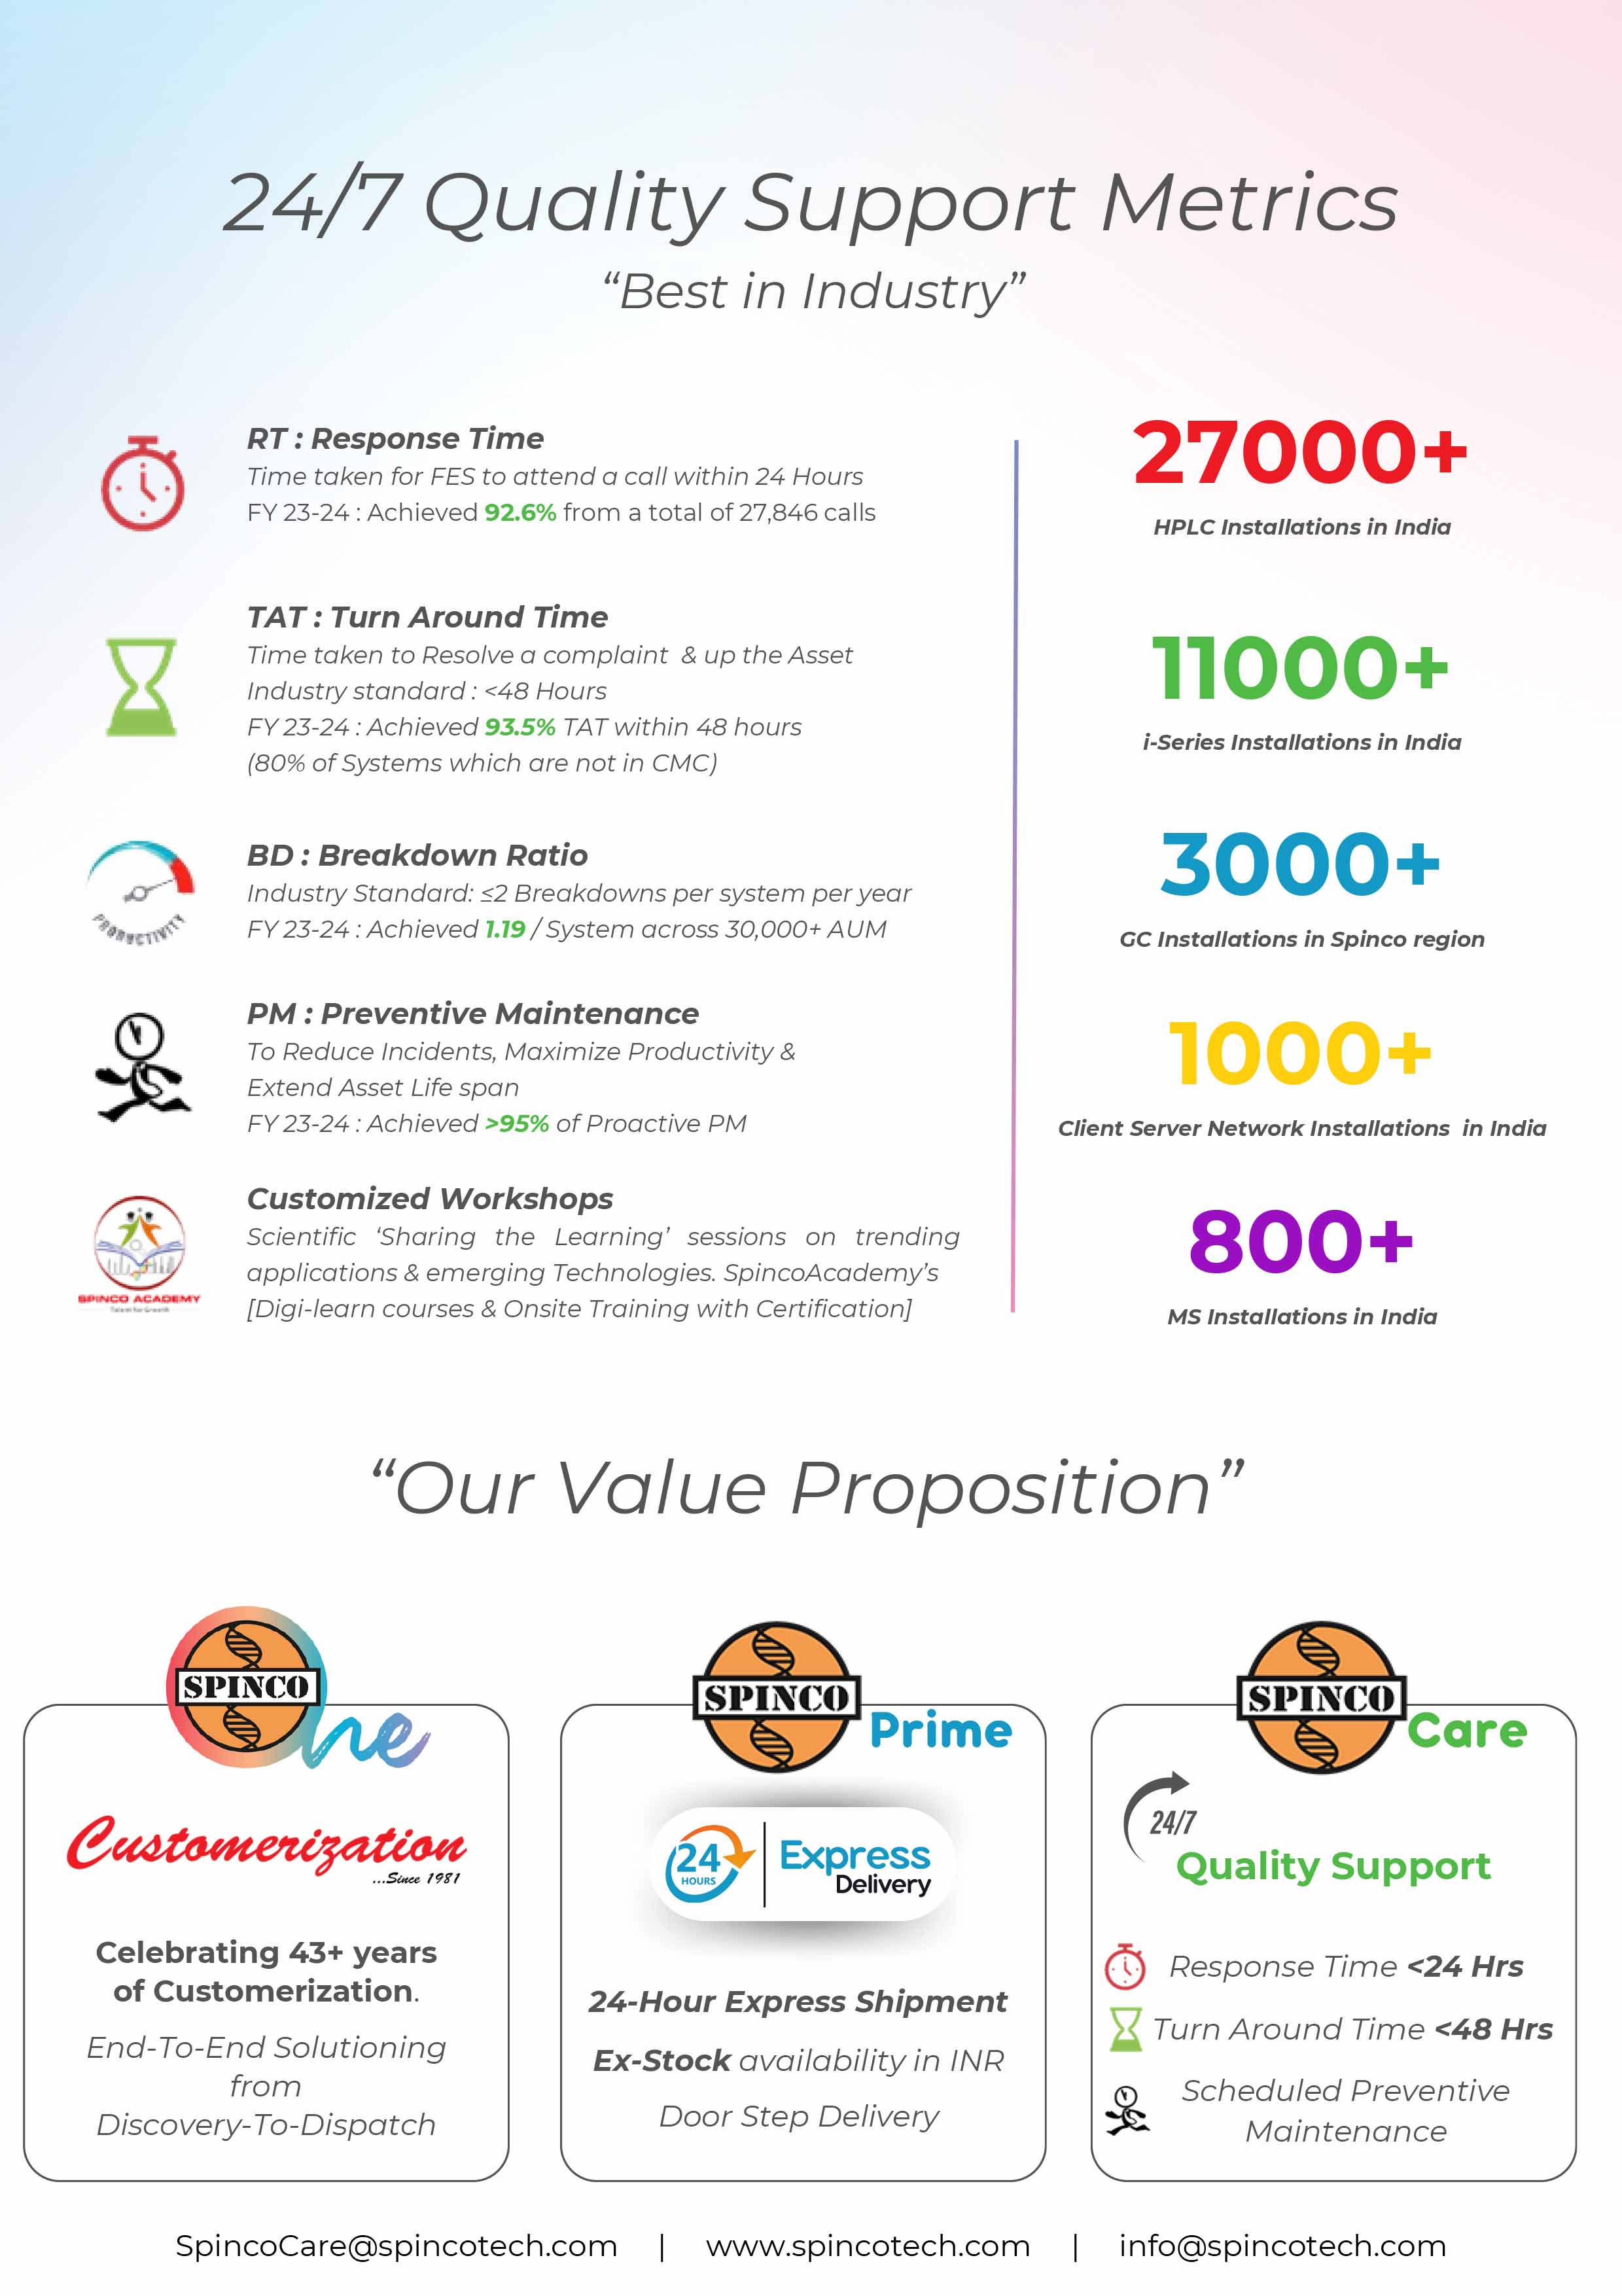 24/7 Quality Support Metrics
“Best in Industry”
RT : Response Time
Time taken for FES to attend a call within 24 Hours
FY 23-24 : Achieved 92.6% from a total of 27,846 calls
TAT : Turn Around Time
Time taken to Resolve a complaint & up the Asset
Industry standard : <48 Hours
FY 23-24 : Achieved 93.5% TAT within 48 hours
(80% of Systems which are not in CMC)
PRODUCTIVITY
BD : Breakdown Ratio
Industry Standard: ≤2 Breakdowns per system per year
FY 23-24 : Achieved 1.19 / System across 30,000+ AUM
PM : Preventive Maintenance
To Reduce Incidents, Maximize Productivity &
Extend Asset Life span
FY 23-24 : Achieved >95% of Proactive PM
SPINCO ACADEMY
Talent for Growth
Customized Workshops
Scientific ‘Sharing the Learning’ sessions on trending
applications & emerging Technologies. SpincoAcademy’s
[Digi-learn courses & Onsite Training with Certification]
27000+
HPLC Installations in India
11000+
i-Series Installations in India
3000+
GC Installations in Spinco region
1000+
Client Server Network Installations in India
800+
MS Installations in India
“Our Value Proposition”
SPINCO
One
Customerization
...Since 1981
Celebrating 43+ years
of Customerization.
End-To-End Solutioning
from
Discovery-To-Dispatch
SPINCO
Prime
24
HOURS
Express
Delivery
24-Hour Express Shipment
Ex-Stock availability in INR
Door Step Delivery
SPINCO
Care
24/7
Quality Support
Response Time <24 Hrs
Turn Around Time <48 Hrs
Scheduled Preventive
Maintenance
SpincoCare@spincotech.com | www.spincotech.com | info@spincotech.com